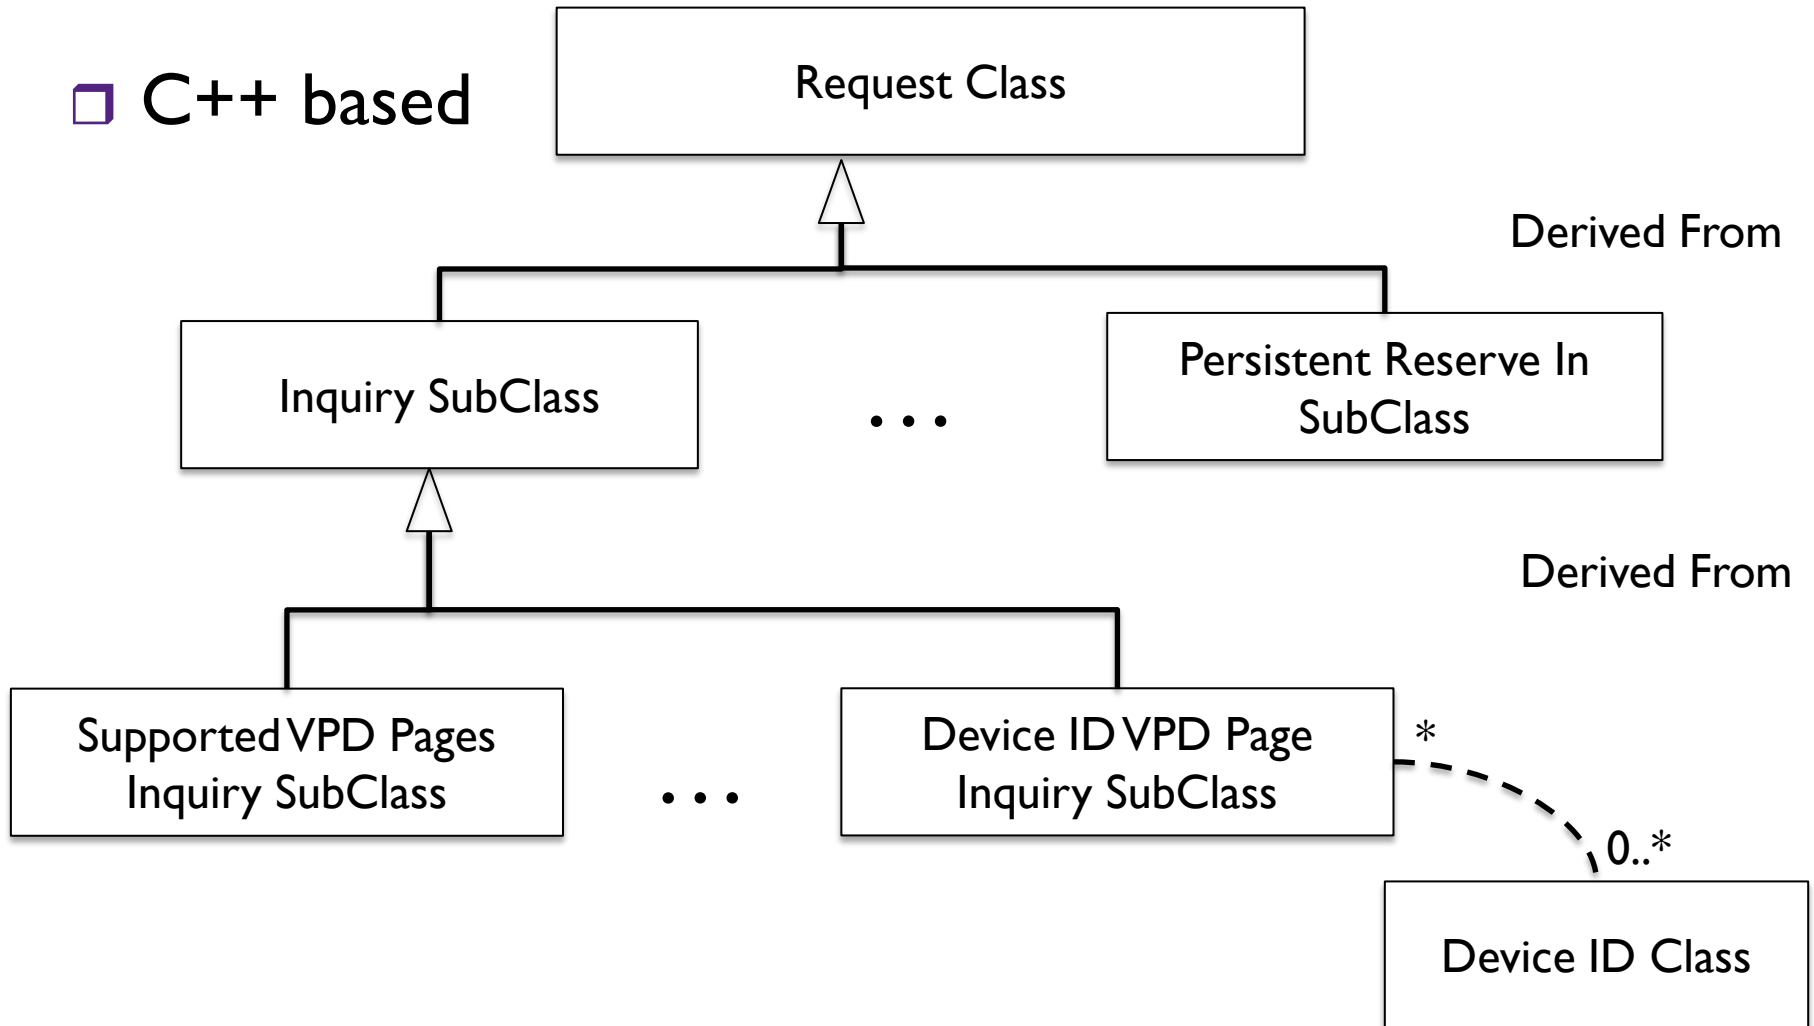 C++ based
Request Class
Derived From
Inquiry SubClass
. . .
Persistent Reserve In
SubClass
Derived From
Supported VPD Pages
Inquiry SubClass
. . .
Device ID VPD Page
Inquiry SubClass
*
0..*
Device ID Class